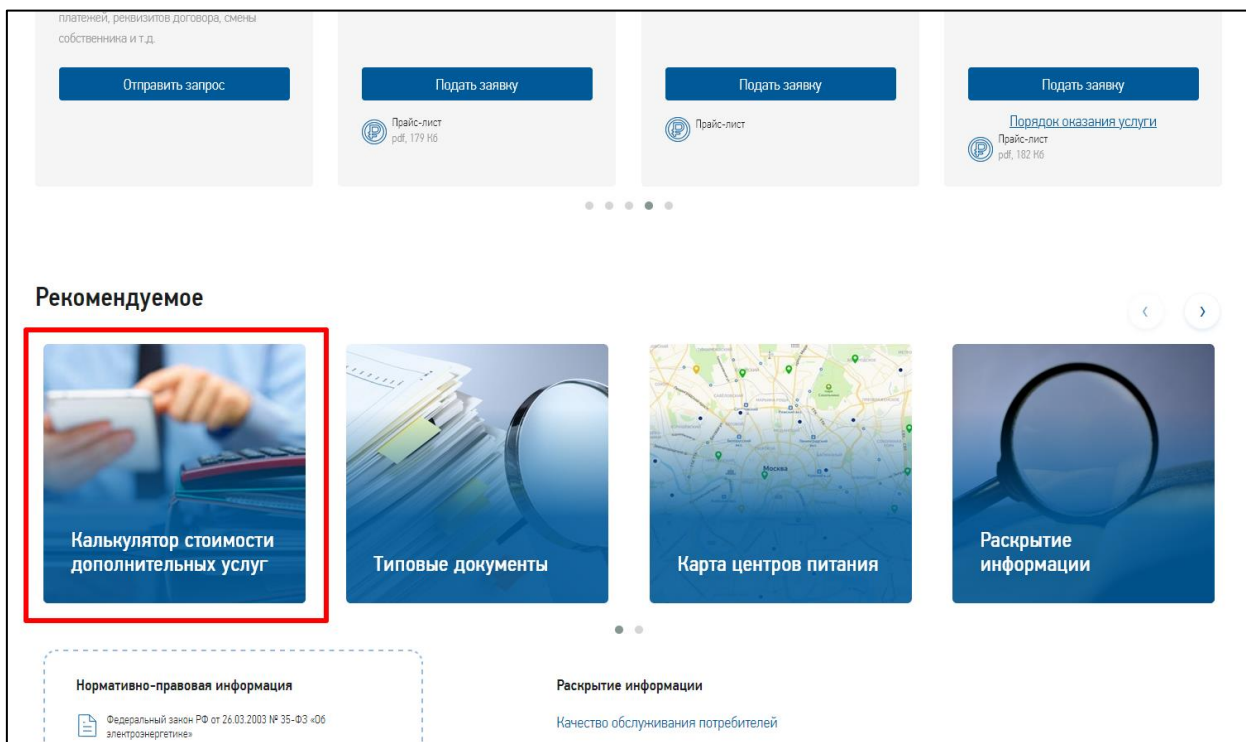 платежей, реквизитов договора, смены
собственника и т.д.
Отправить запрос
Подать заявку
Прайс-лист
pdf, 179 Кб
Подать заявку
Прайс-лист
Подать заявку
Порядок оказания услуги
Прайс-лист
pdf, 182 Кб
Рекомендуемое
Калькулятор стоимости
дополнительных услуг
Типовые документы
Москва
Карта центров питания
Раскрытие
информации
Нормативно-правовая информация
Федеральный закон РФ от 26.03.2003 № 35-ФЗ «Об
электроэнергетике»
Раскрытие информации
Качество обслуживания потребителей